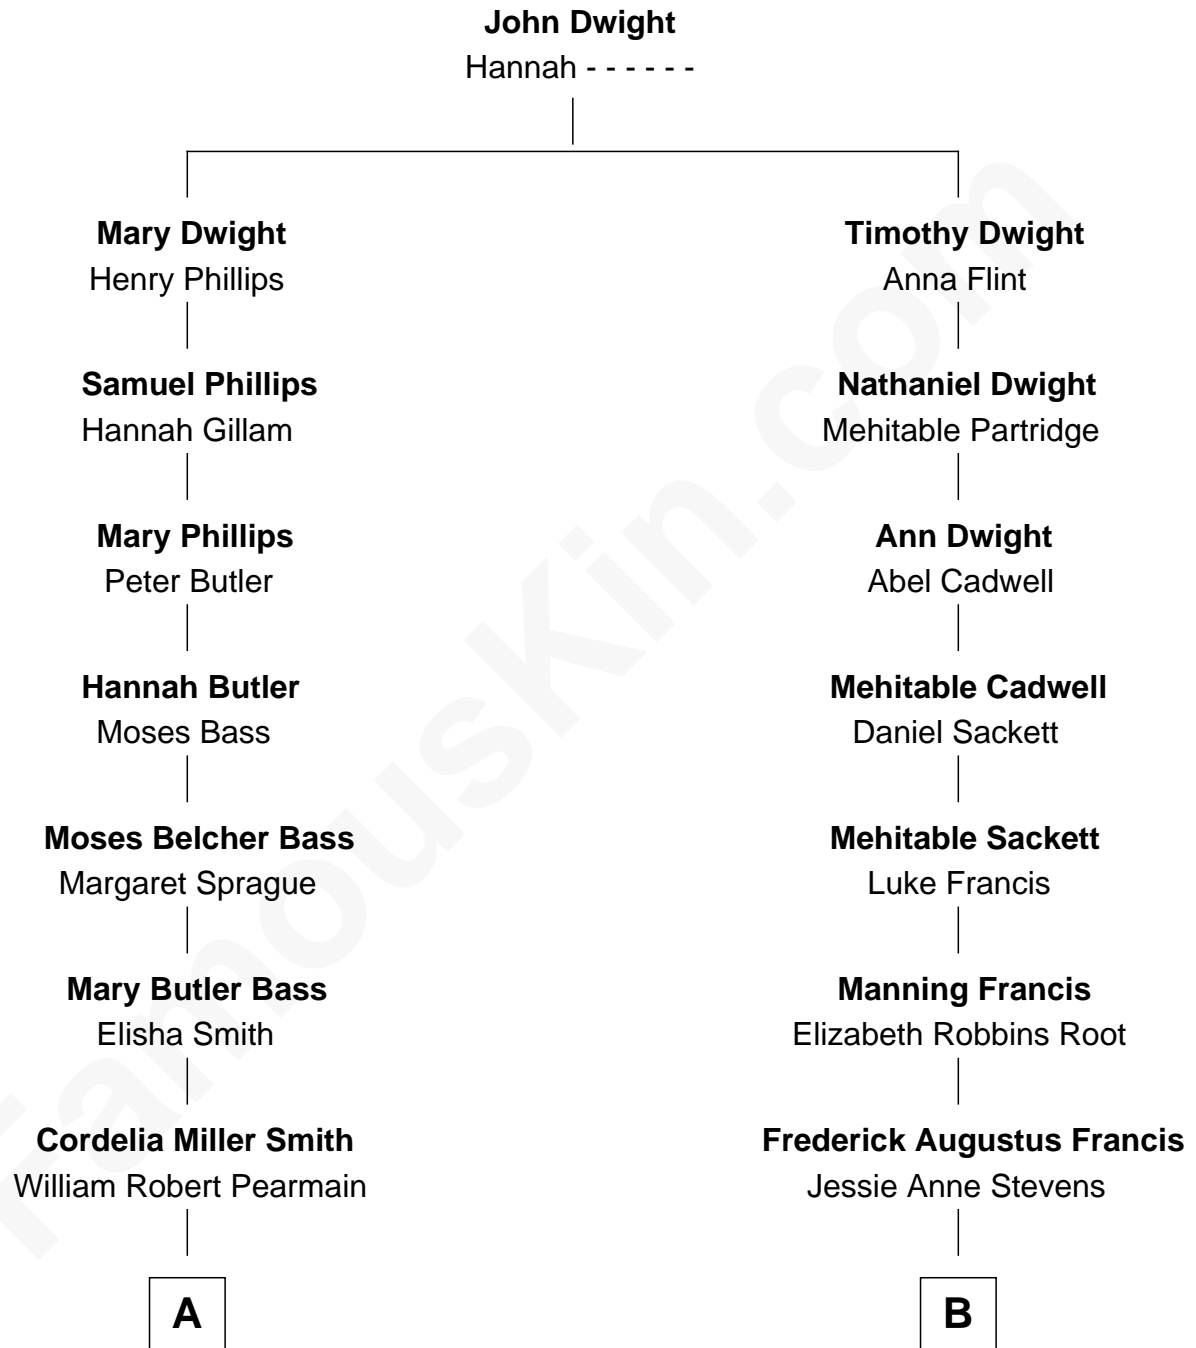 John Dwight
Hannah - - - - - -
Mary Dwight
Henry Phillips
Timothy Dwight
Anna Flint
Samuel Phillips
Hannah Gillam
Nathaniel Dwight
Mehitable Partridge
Mary Phillips
Peter Butler
Ann Dwight
Abel Cadwell
Hannah Butler
Moses Bass
Mehitable Cadwell
Daniel Sackett
Moses Belcher Bass
Margaret Sprague
Mehitable Sackett
Luke Francis
Mary Butler Bass
Elisha Smith
Manning Francis
Elizabeth Robbins Root
Cordelia Miller Smith
William Robert Pearmain
Frederick Augustus Francis
Jessie Anne Stevens
A
B
FamousKin.com